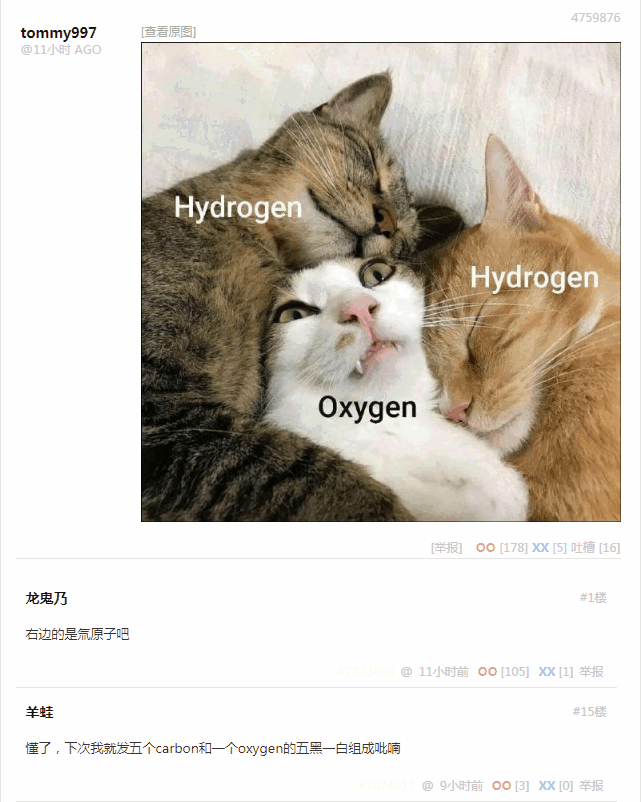 4759876
tommy997
@11小时 AGO
[查看原图]
Hydrogen
Hydrogen
Oxygen
[举报] OO [178] XX [5] 吐槽 [16]
龙鬼乃
#1楼
右边的是氚原子吧
@ 11小时前 OO [105] XX [1] 举报
羊蛙
#15楼
懂了，下次我就发五个carbon和一个oxygen的五黑一白组成吡喃
@ 9小时前 OO [3] XX [0] 举报